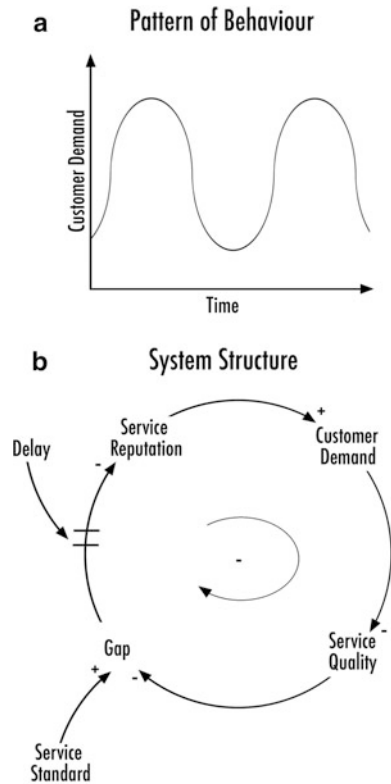 a
Pattern of Behaviour
Customer Demand
Time
b
System Structure
+
Service
Reputation
Customer
Demand
Delay
-
-
-
Service
Quality
Gap
+
-
Service
Standard